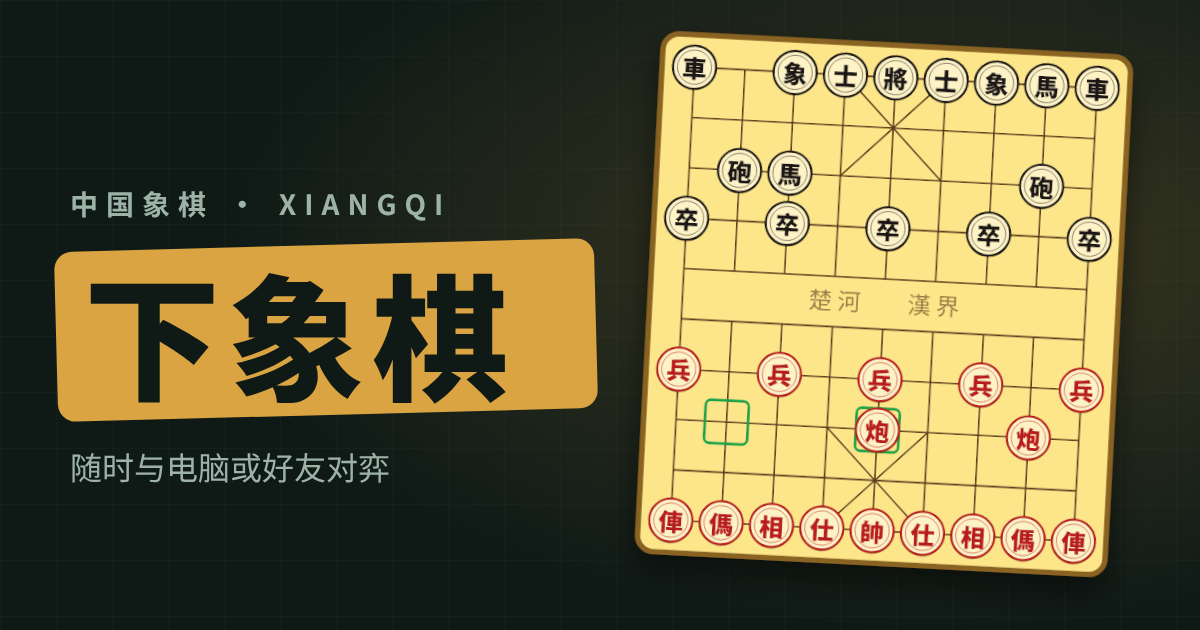 中国象棋 · XIANGQI
下象棋
随时与电脑或好友对弈
車 象 士 將 士 象 馬 車
砲 馬 砲
卒 卒 卒 卒 卒
楚河 漢界
兵 兵 兵 兵 兵
炮 炮
俥 傌 相 仕 帥 仕 相 傌 俥